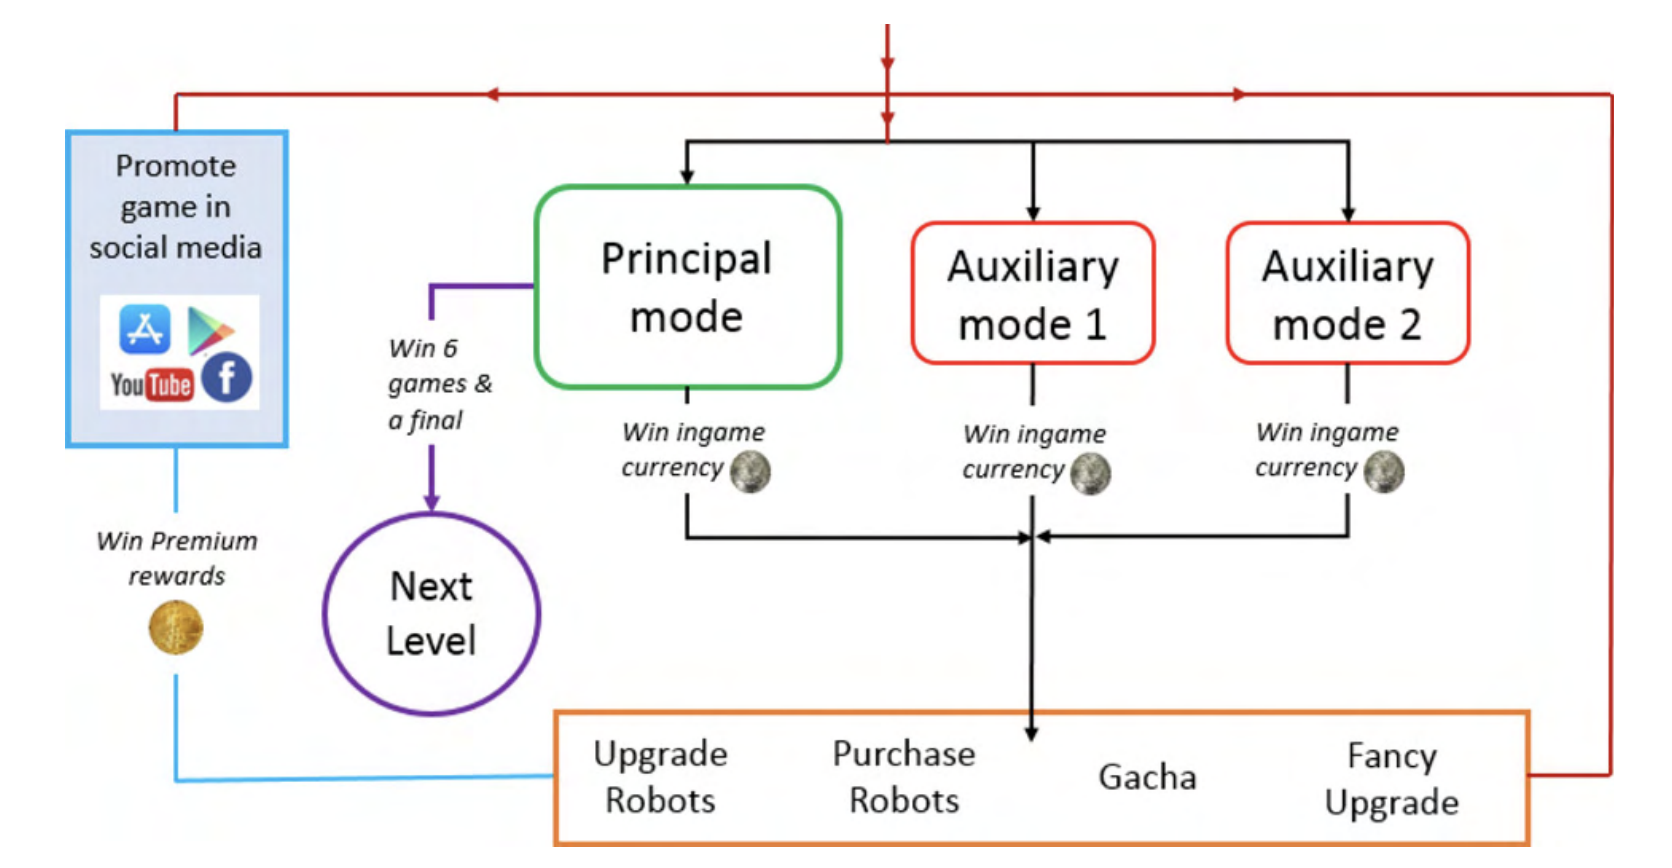 Promote
game in
social media
YouTube
f
Win Premium
rewards
Principal
mode
Auxiliary
mode 1
Auxiliary
mode 2
Win 6
games &
a final
Win ingame
currency
Win ingame
currency
Win ingame
currency
Next
Level
Upgrade
Robots
Purchase
Robots
Gacha
Fancy
Upgrade